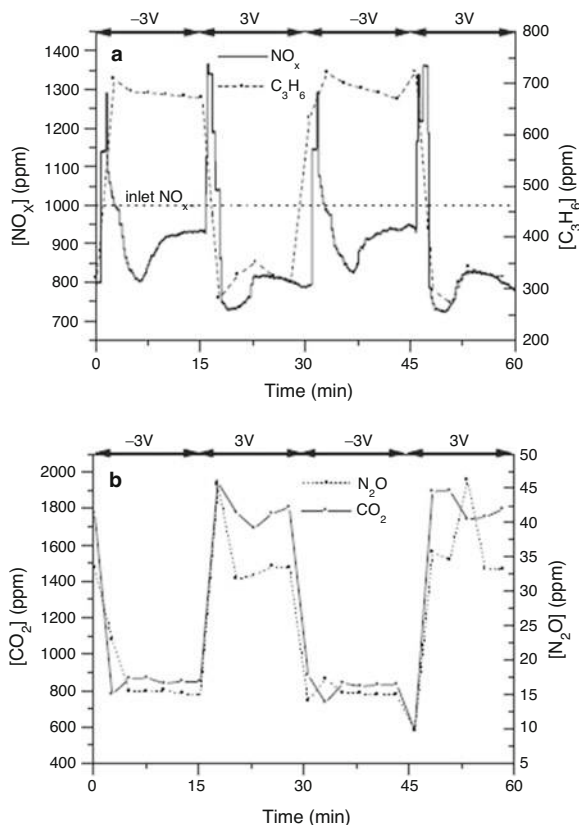 −3V 3V −3V 3V
a
NOx
C3H6
inlet NOx
1400
1300
1200
1100
1000
900
800
700
[NOX] (ppm)
800
700
600
500
400
300
200
[C3H6] (ppm)
0 15 30 45 60
Time (min)
−3V 3V −3V 3V
b
N2O
CO2
2000
1800
1600
1400
1200
1000
800
600
400
[CO2] (ppm)
50
45
40
35
30
25
20
15
10
5
[N2O] (ppm)
0 15 30 45 60
Time (min)